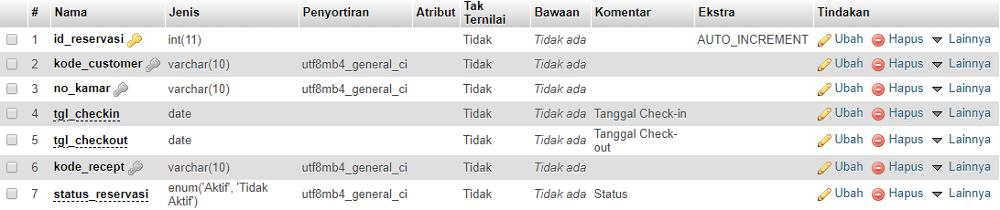 # Nama Jenis Penyortiran Atribut Tak Ternilai Bawaan Komentar Ekstra Tindakan
1 id_reservasi int(11) Tidak Tidak ada AUTO_INCREMENT Ubah Hapus Lainnya
2 kode_customer varchar(10) utf8mb4_general_ci Tidak Tidak ada Ubah Hapus Lainnya
3 no_kamar varchar(10) utf8mb4_general_ci Tidak Tidak ada Ubah Hapus Lainnya
4 tgl_checkin date Tidak Tidak ada Tanggal Check-in Ubah Hapus Lainnya
5 tgl_checkout date Tidak Tidak ada Tanggal Check-out Ubah Hapus Lainnya
6 kode_recept varchar(10) utf8mb4_general_ci Tidak Tidak ada Ubah Hapus Lainnya
7 status_reservasi enum('Aktif', 'Tidak Aktif') utf8mb4_general_ci Tidak Tidak ada Status Ubah Hapus Lainnya